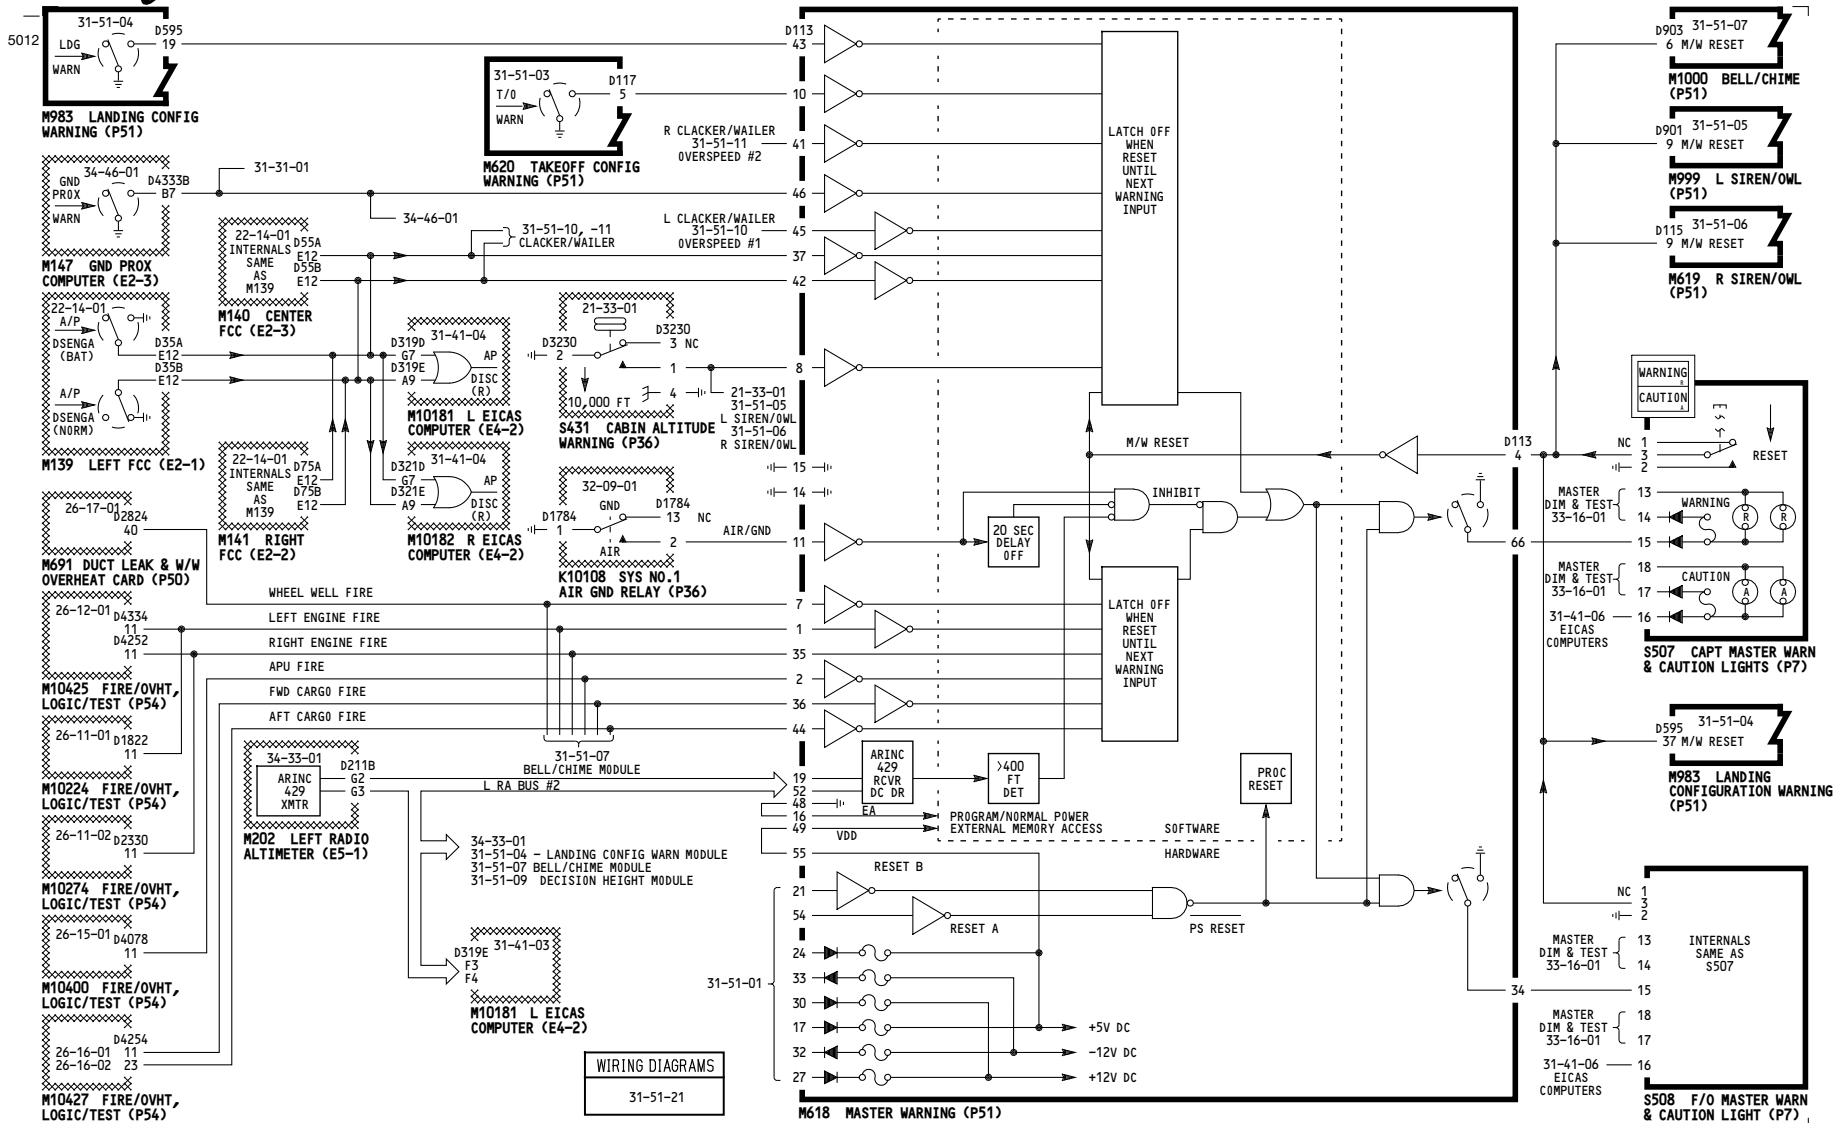 5012
31-51-04
LDG
WARN
D595
19
M983 LANDING CONFIG
WARNING (P51)
31-51-03
T/O
WARN
D117
5
M620 TAKEOFF CONFIG
WARNING (P51)
34-46-01
GND
PROX
WARN
D4333B
B7
M147 GND PROX
COMPUTER (E2-3)
31-31-01
34-46-01
R CLACKER/WAILER
31-51-11
OVERSPEED #2
L CLACKER/WAILER
31-51-10
OVERSPEED #1
31-51-10, -11
CLACKER/WAILER
22-14-01
INTERNALS
SAME
AS
M139
D55A
E12
D55B
E12
M140 CENTER
FCC (E2-3)
22-14-01
A/P
DSENGA
(BAT)
D35A
E12
D35B
E12
A/P
DSENGA
(NORM)
M139 LEFT FCC (E2-1)
22-14-01
INTERNALS
SAME
AS
M139
D75A
E12
D75B
E12
M141 RIGHT
FCC (E2-2)
31-41-04
D319D
G7
D319E
A9
AP
DISC
(R)
M10181 L EICAS
COMPUTER (E4-2)
31-41-04
D321D
G7
D321E
A9
AP
DISC
(R)
M10182 R EICAS
COMPUTER (E4-2)
21-33-01
D3230
2
D3230
3 NC
1
4
10,000 FT
S431 CABIN ALTITUDE
WARNING (P36)
21-33-01
31-51-05
L SIREN/OWL
31-51-06
R SIREN/OWL
32-09-01
GND
D1784
1
D1784
13 NC
2
AIR
AIR/GND
K10108 SYS NO.1
AIR GND RELAY (P36)
26-17-01
D2824
40
M691 DUCT LEAK & W/W
OVERHEAT CARD (P50)
26-12-01
D4334
11
D4252
11
M10425 FIRE/OVHT,
LOGIC/TEST (P54)
26-11-01
D1822
11
M10224 FIRE/OVHT,
LOGIC/TEST (P54)
26-11-02
D2330
11
M10274 FIRE/OVHT,
LOGIC/TEST (P54)
26-15-01
D4078
11
M10400 FIRE/OVHT,
LOGIC/TEST (P54)
D4254
26-16-01 11
26-16-02 23
M10427 FIRE/OVHT,
LOGIC/TEST (P54)
WHEEL WELL FIRE
LEFT ENGINE FIRE
RIGHT ENGINE FIRE
APU FIRE
FWD CARGO FIRE
AFT CARGO FIRE
31-51-07
BELL/CHIME MODULE
34-33-01
ARINC
429
XMTR
D211B
G2
G3
M202 LEFT RADIO
ALTIMETER (E5-1)
L RA BUS #2
34-33-01
31-51-04 - LANDING CONFIG WARN MODULE
31-51-07 BELL/CHIME MODULE
31-51-09 DECISION HEIGHT MODULE
31-41-03
D319E
F3
F4
M10181 L EICAS
COMPUTER (E4-2)
WIRING DIAGRAMS
31-51-21
D113
43
10
41
46
45
37
42
8
15
14
11
7
1
35
2
36
44
19
52
48
16
49
55
21
54
24
33
30
17
32
27
31-51-01
LATCH OFF
WHEN
RESET
UNTIL
NEXT
WARNING
INPUT
M/W RESET
INHIBIT
20 SEC
DELAY
OFF
LATCH OFF
WHEN
RESET
UNTIL
NEXT
WARNING
INPUT
ARINC
429
RCVR
DC DR
>400
FT
DET
PROC
RESET
EA
VDD
PROGRAM/NORMAL POWER
EXTERNAL MEMORY ACCESS
SOFTWARE
HARDWARE
RESET B
RESET A
PS RESET
+5V DC
-12V DC
+12V DC
M618 MASTER WARNING (P51)
D113
4
66
34
D903
6
31-51-07
M/W RESET
M1000 BELL/CHIME
(P51)
D901
9
31-51-05
M/W RESET
M999 L SIREN/OWL
(P51)
D115
9
31-51-06
M/W RESET
M619 R SIREN/OWL
(P51)
WARNING
R
CAUTION
A
NC 1
3
2
RESET
MASTER
DIM & TEST
33-16-01
13
14
15
WARNING
R
R
MASTER
DIM & TEST
33-16-01
18
17
16
CAUTION
A
A
31-41-06
EICAS
COMPUTERS
S507 CAPT MASTER WARN
& CAUTION LIGHTS (P7)
D595
37
31-51-04
M/W RESET
M983 LANDING
CONFIGURATION WARNING
(P51)
NC 1
3
2
MASTER
DIM & TEST
33-16-01
13
14
15
INTERNALS
SAME AS
S507
MASTER
DIM & TEST
33-16-01
18
17
31-41-06
EICAS
COMPUTERS
16
S508 F/O MASTER WARN
& CAUTION LIGHT (P7)